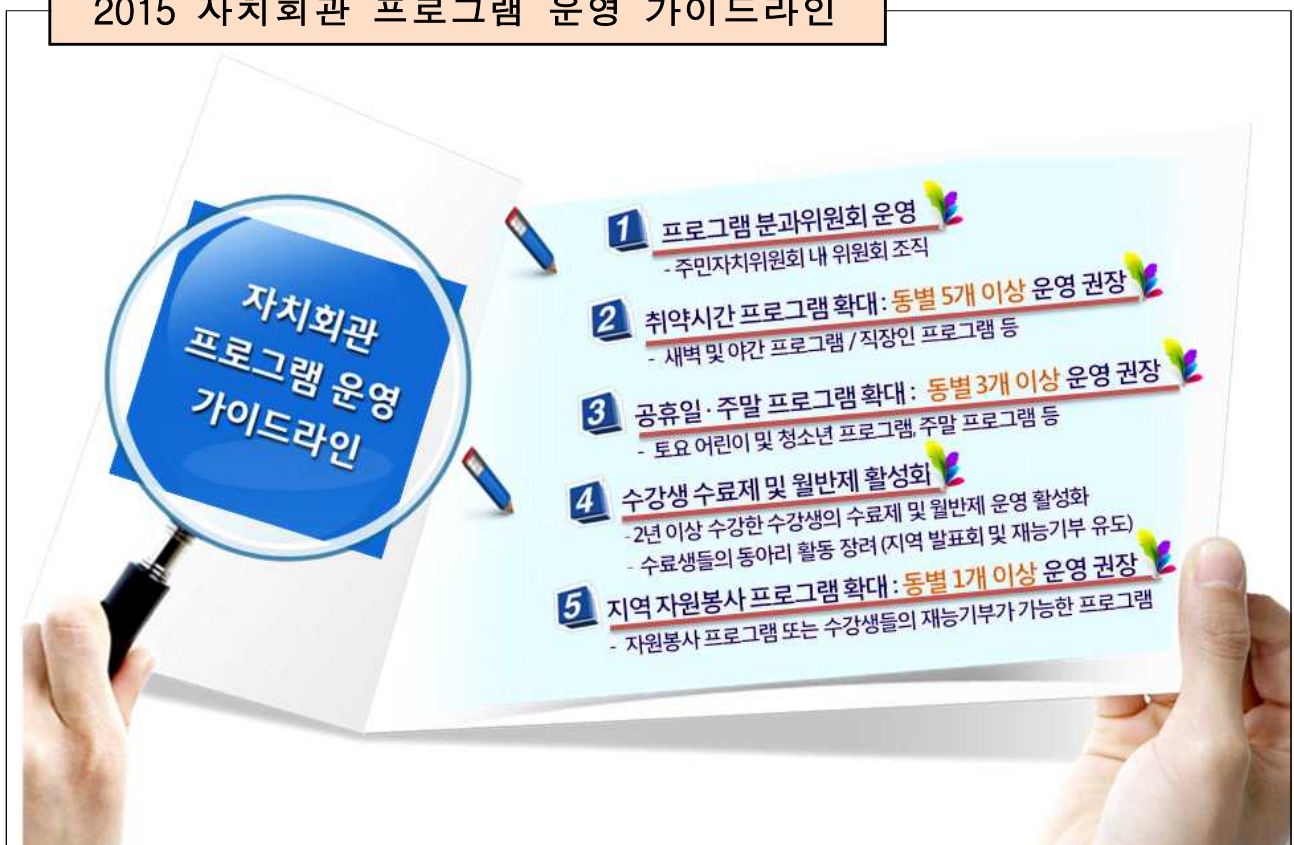 2015 자치회관 프로그램 운영 가이드라인
자치회관
프로그램 운영
가이드라인
1 프로그램 분과위원회 운영
- 주민자치위원회 내 위원회 조직
2 취약시간 프로그램 확대 : 동별 5개 이상 운영 권장
- 새벽 및 야간 프로그램 / 직장인 프로그램 등
3 공휴일·주말 프로그램 확대 : 동별 3개 이상 운영 권장
- 토요 어린이 및 청소년 프로그램, 주말 프로그램 등
4 수강생 수료제 및 월반제 활성화
- 2년 이상 수강한 수강생의 수료제 및 월반제 운영 활성화
- 수료생들의 동아리 활동 장려 (지역 발표회 및 재능기부 유도)
5 지역 자원봉사 프로그램 확대 : 동별 1개 이상 운영 권장
- 자원봉사 프로그램 또는 수강생들의 재능기부가 가능한 프로그램